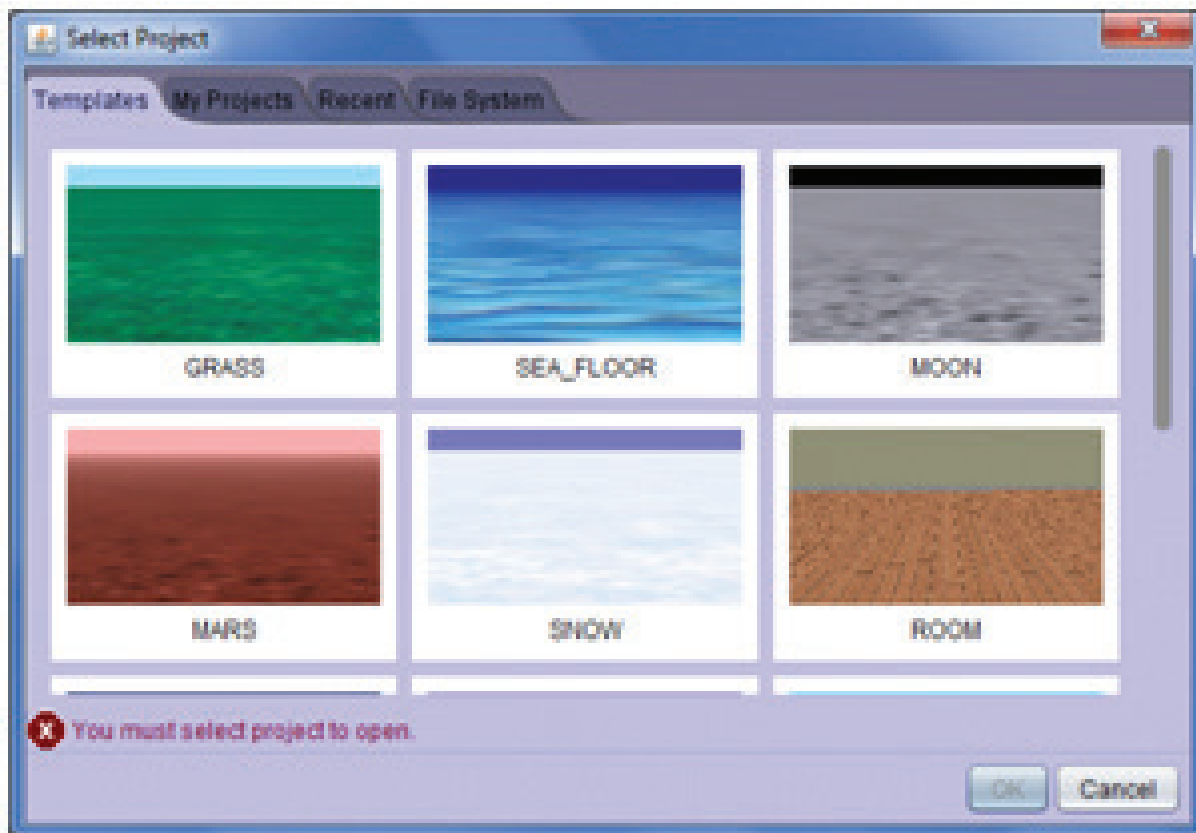 Select Project
Templates My Projects Recent File System
GRASS SEA_FLOOR MOON
MARS SNOW ROOM
You must select project to open.
OK Cancel